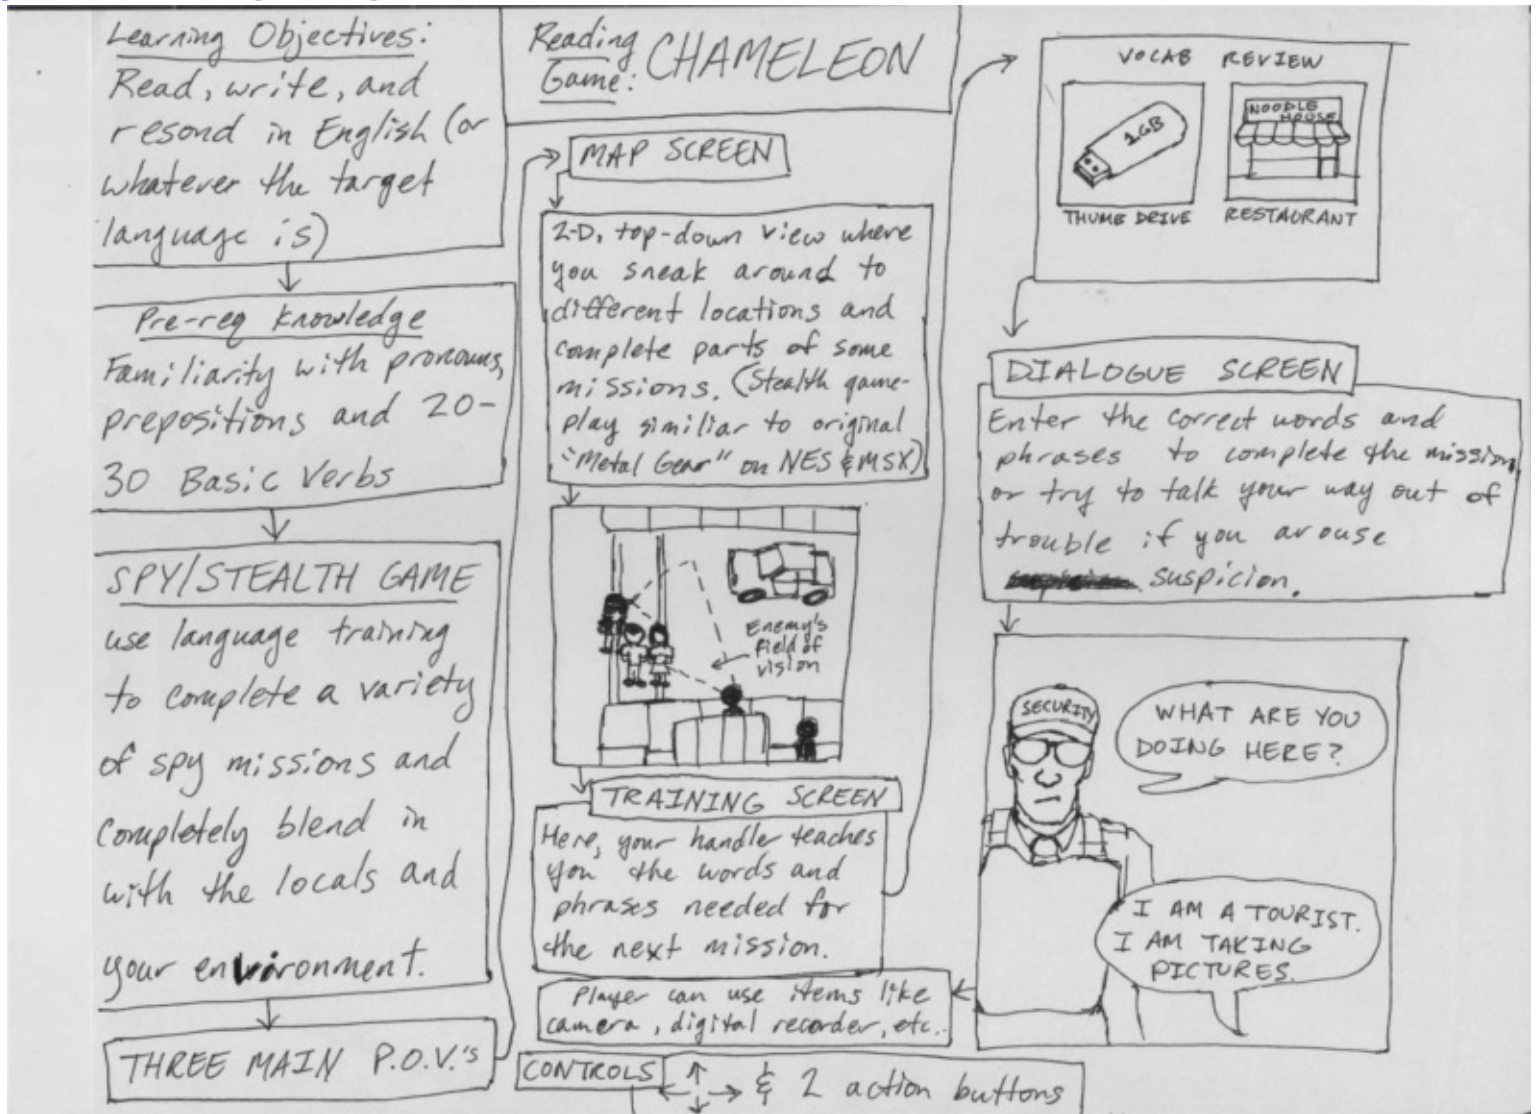 Learning Objectives:
Read, write, and
resond in English (or
whatever the target
language is)
Pre-req Knowledge
Familiarity with pronouns,
prepositions and 20-
30 Basic Verbs
SPY/STEALTH GAME
use language training
to complete a variety
of spy missions and
completely blend in
with the locals and
your environment.
THREE MAIN P.O.V.'s
Reading
Game: CHAMELEON
MAP SCREEN
2-D, top-down view where
you sneak around to
different locations and
complete parts of some
missions. (Stealth game-
play similiar to original
"Metal Gear" on NES & MSX)
Enemy's
field of
vision
TRAINING SCREEN
Here, your handler teaches
you the words and
phrases needed for
the next mission.
VOCAB REVIEW
1GB
NOODLE
HOUSE
THUMB DRIVE
RESTAURANT
DIALOGUE SCREEN
Enter the correct words and
phrases to complete the mission,
or try to talk your way out of
trouble if you arouse
suspicion.
SECURITY
WHAT ARE YOU
DOING HERE?
I AM A TOURIST.
I AM TAKING
PICTURES.
Player can use items like
camera, digital recorder, etc.
CONTROLS
& 2 action buttons